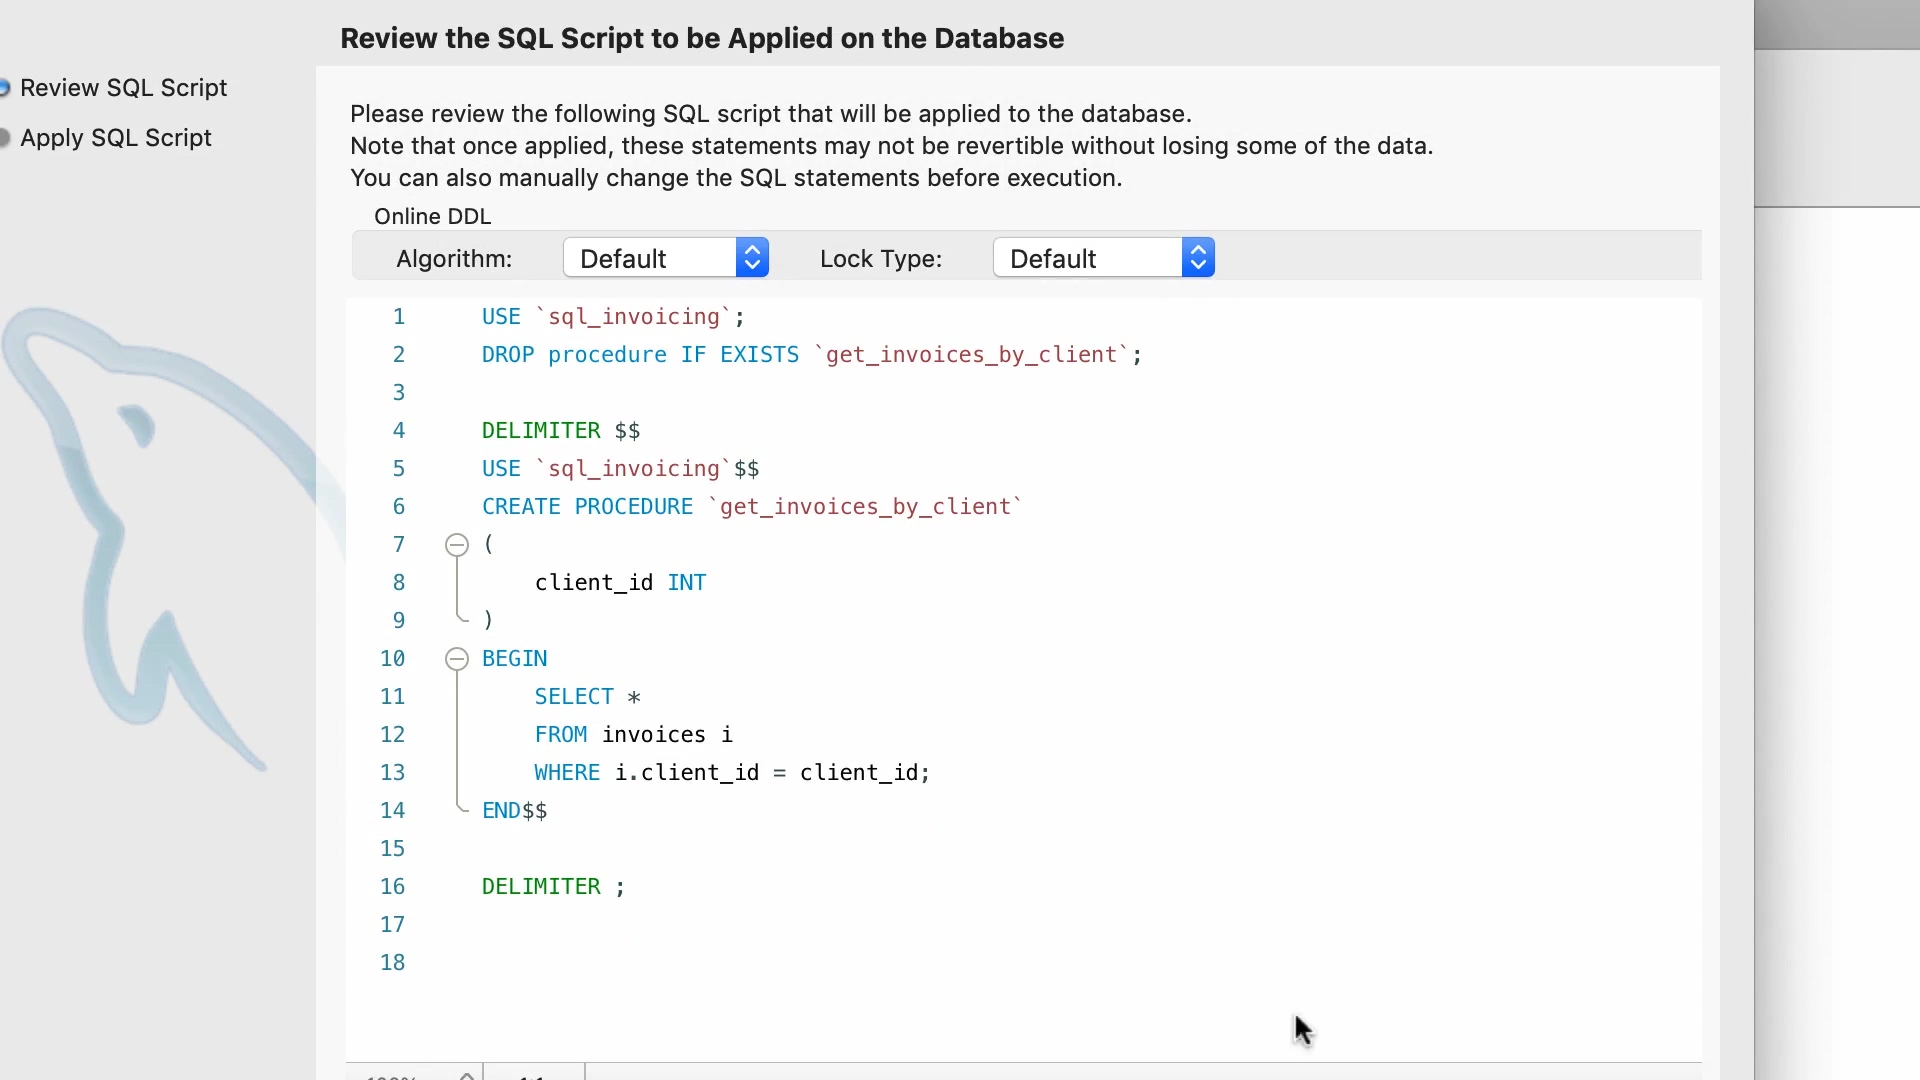 Review the SQL Script to be Applied on the Database
Review SQL Script
Apply SQL Script
Please review the following SQL script that will be applied to the database.
Note that once applied, these statements may not be revertible without losing some of the data.
You can also manually change the SQL statements before execution.
Online DDL
Algorithm: Default Lock Type: Default
1 USE `sql_invoicing`;
2 DROP procedure IF EXISTS `get_invoices_by_client`;
3
4 DELIMITER $$
5 USE `sql_invoicing`$$
6 CREATE PROCEDURE `get_invoices_by_client`
7 (
8 client_id INT
9 )
10 BEGIN
11 SELECT *
12 FROM invoices i
13 WHERE i.client_id = client_id;
14 END$$
15
16 DELIMITER ;
17
18